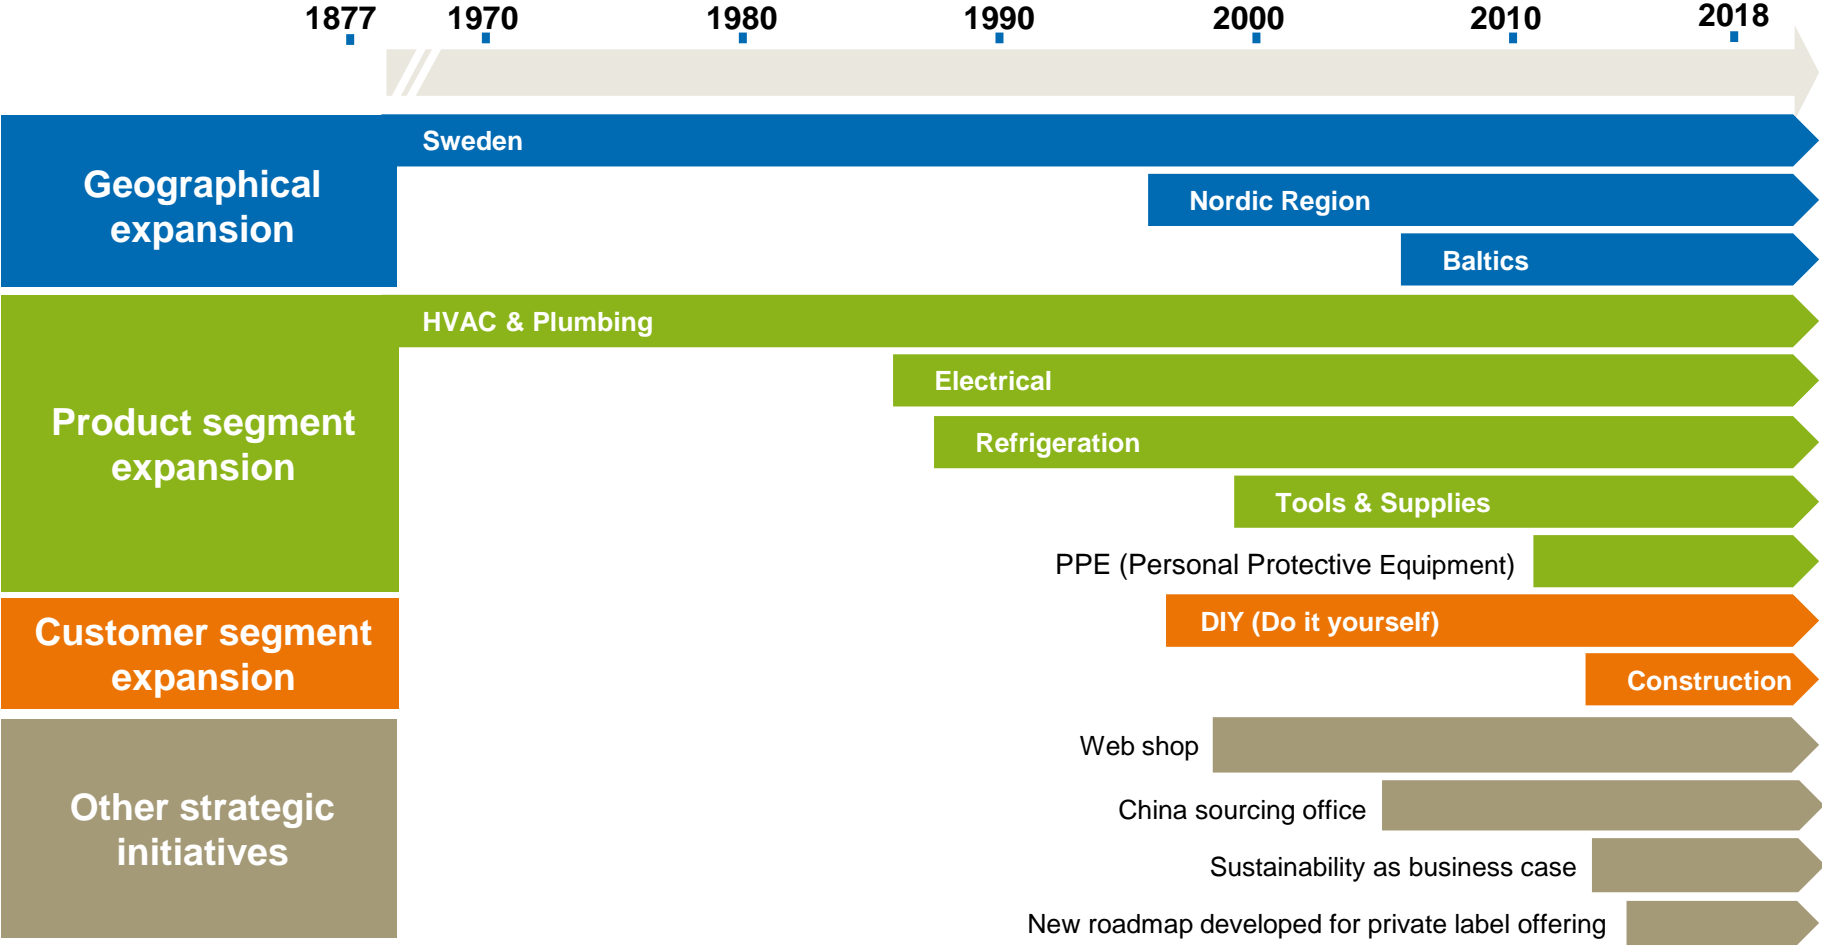 1877 1970 1980 1990 2000 2010 2018
Sweden
Geographical
expansion
Nordic Region
Baltics
HVAC & Plumbing
Electrical
Product segment
expansion
Refrigeration
Tools & Supplies
PPE (Personal Protective Equipment)
Customer segment
expansion
DIY (Do it yourself)
Construction
Web shop
Other strategic
initiatives
China sourcing office
Sustainability as business case
New roadmap developed for private label offering